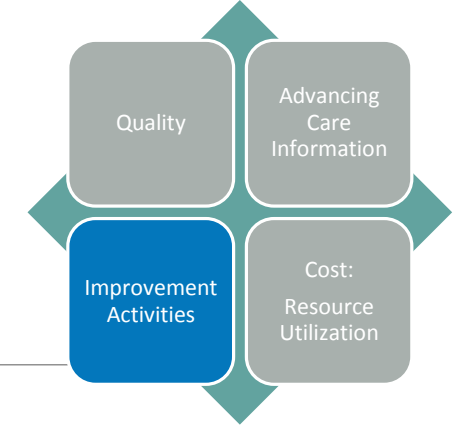 Quality
Advancing
Care
Information
Improvement
Activities
Cost:
Resource
Utilization